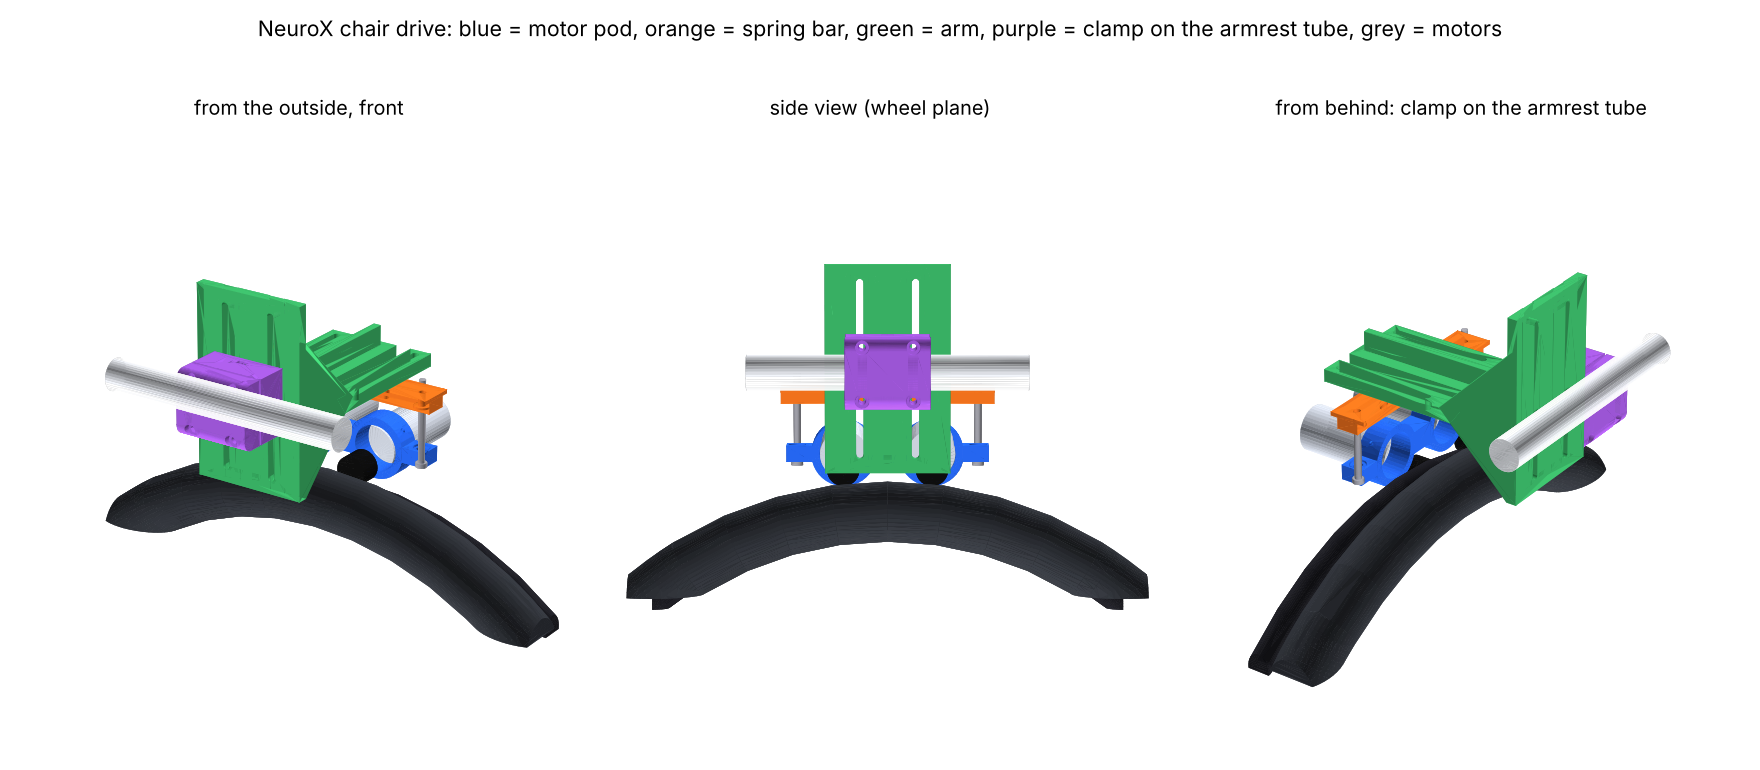 NeuroX chair drive: blue = motor pod, orange = spring bar, green = arm, purple = clamp on the armrest tube, grey = motors
from the outside, front
side view (wheel plane)
from behind: clamp on the armrest tube